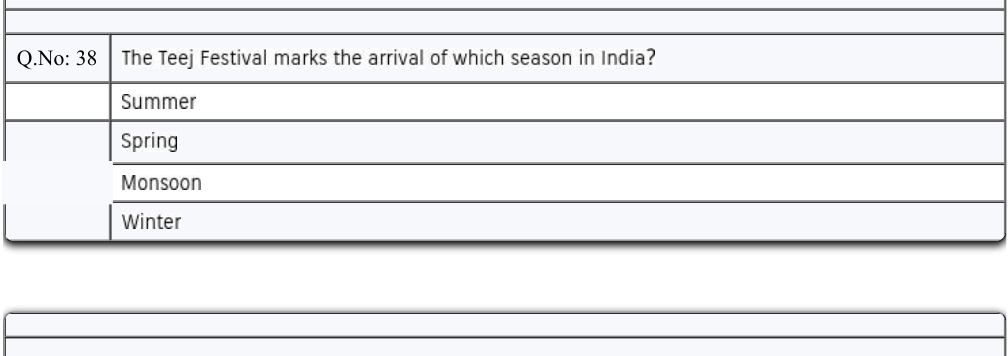 Q.No: 38 The Teej Festival marks the arrival of which season in India?
Summer
Spring
Monsoon
Winter